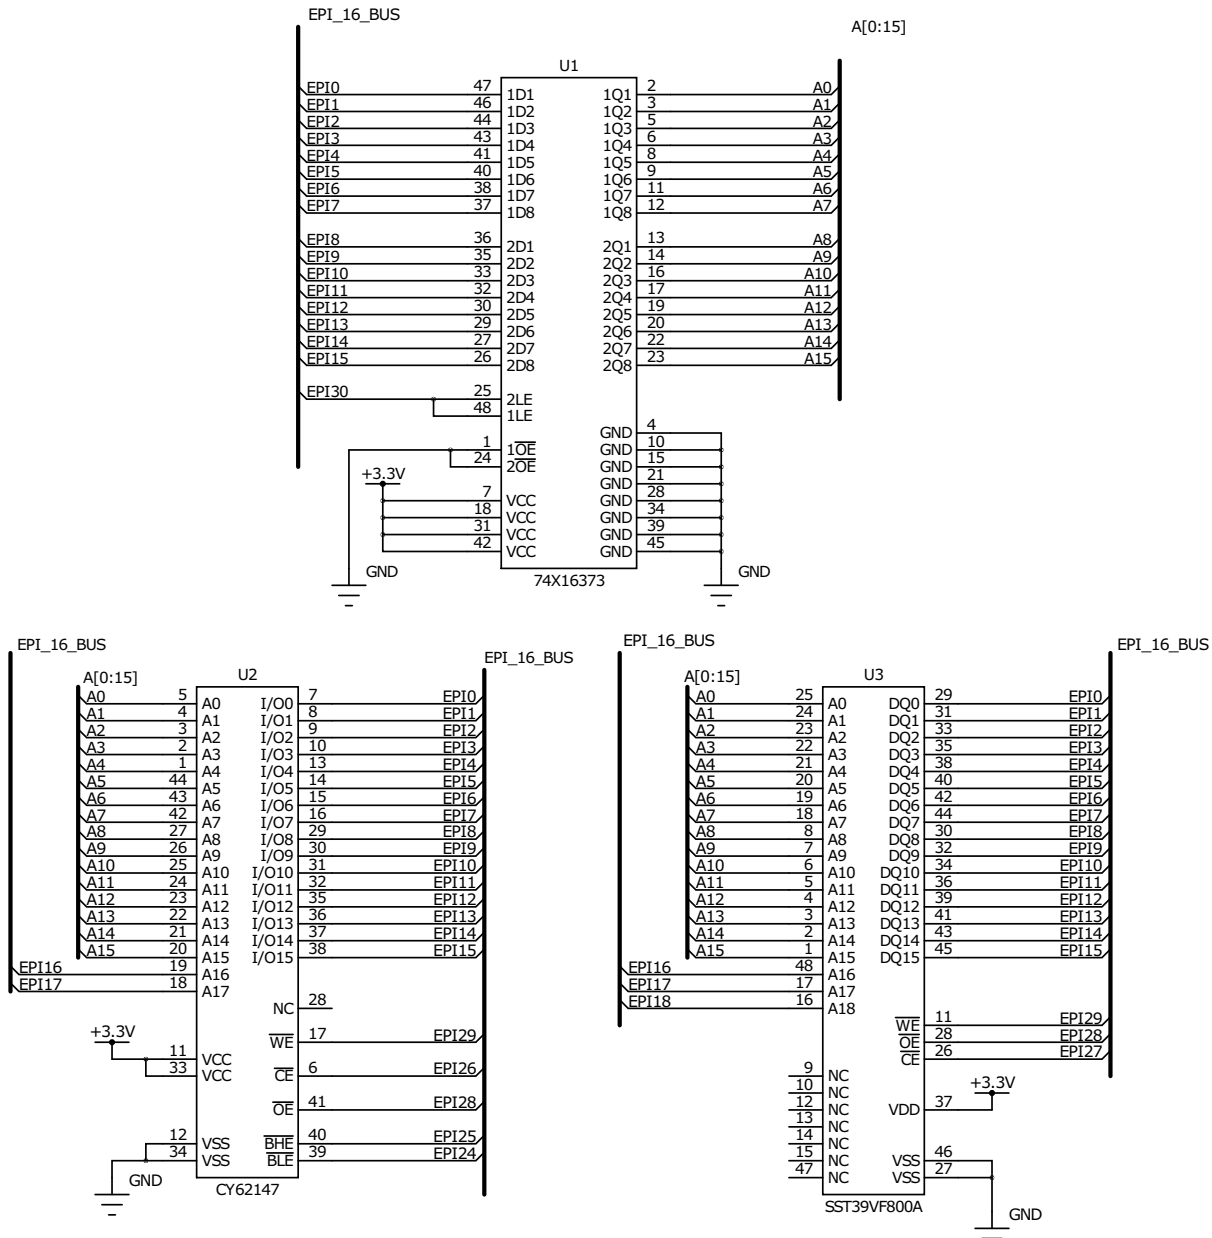 EPI_16_BUS
A[0:15]
U1
EPI0 47 1D1 1Q1 2 A0
EPI1 46 1D2 1Q2 3 A1
EPI2 44 1D3 1Q3 5 A2
EPI3 43 1D4 1Q4 6 A3
EPI4 41 1D5 1Q5 8 A4
EPI5 40 1D6 1Q6 9 A5
EPI6 38 1D7 1Q7 11 A6
EPI7 37 1D8 1Q8 12 A7
EPI8 36 2D1 2Q1 13 A8
EPI9 35 2D2 2Q2 14 A9
EPI10 33 2D3 2Q3 16 A10
EPI11 32 2D4 2Q4 17 A11
EPI12 30 2D5 2Q5 19 A12
EPI13 29 2D6 2Q6 20 A13
EPI14 27 2D7 2Q7 22 A14
EPI15 26 2D8 2Q8 23 A15
EPI30 25 2LE
48 1LE
GND 4
1 1OE GND 10
24 2OE GND 15
+3.3V GND 21
7 VCC GND 28
18 VCC GND 34
31 VCC GND 39
42 VCC GND 45
GND GND
74X16373
EPI_16_BUS
EPI_16_BUS
A[0:15] U2
A0 5 A0 I/O0 7 EPI0
A1 4 A1 I/O1 8 EPI1
A2 3 A2 I/O2 9 EPI2
A3 2 A3 I/O3 10 EPI3
A4 1 A4 I/O4 13 EPI4
A5 44 A5 I/O5 14 EPI5
A6 43 A6 I/O6 15 EPI6
A7 42 A7 I/O7 16 EPI7
A8 27 A8 I/O8 29 EPI8
A9 26 A9 I/O9 30 EPI9
A10 25 A10 I/O10 31 EPI10
A11 24 A11 I/O11 32 EPI11
A12 23 A12 I/O12 35 EPI12
A13 22 A13 I/O13 36 EPI13
A14 21 A14 I/O14 37 EPI14
A15 20 A15 I/O15 38 EPI15
EPI16 19 A16
EPI17 18 A17
NC 28
+3.3V WE 17 EPI29
11 VCC
33 VCC CE 6 EPI26
OE 41 EPI28
12 VSS BHE 40 EPI25
34 VSS BLE 39 EPI24
GND
CY62147
EPI_16_BUS
EPI_16_BUS
A[0:15] U3
A0 25 A0 DQ0 29 EPI0
A1 24 A1 DQ1 31 EPI1
A2 23 A2 DQ2 33 EPI2
A3 22 A3 DQ3 35 EPI3
A4 21 A4 DQ4 38 EPI4
A5 20 A5 DQ5 40 EPI5
A6 19 A6 DQ6 42 EPI6
A7 18 A7 DQ7 44 EPI7
A8 8 A8 DQ8 30 EPI8
A9 7 A9 DQ9 32 EPI9
A10 6 A10 DQ10 34 EPI10
A11 5 A11 DQ11 36 EPI11
A12 4 A12 DQ12 39 EPI12
A13 3 A13 DQ13 41 EPI13
A14 2 A14 DQ14 43 EPI14
A15 1 A15 DQ15 45 EPI15
EPI16 48 A16
EPI17 17 A17
EPI18 16 A18
WE 11 EPI29
OE 28 EPI28
CE 26 EPI27
9 NC
10 NC +3.3V
12 NC VDD 37
13 NC
14 NC
15 NC VSS 46
47 NC VSS 27
SST39VF800A
GND